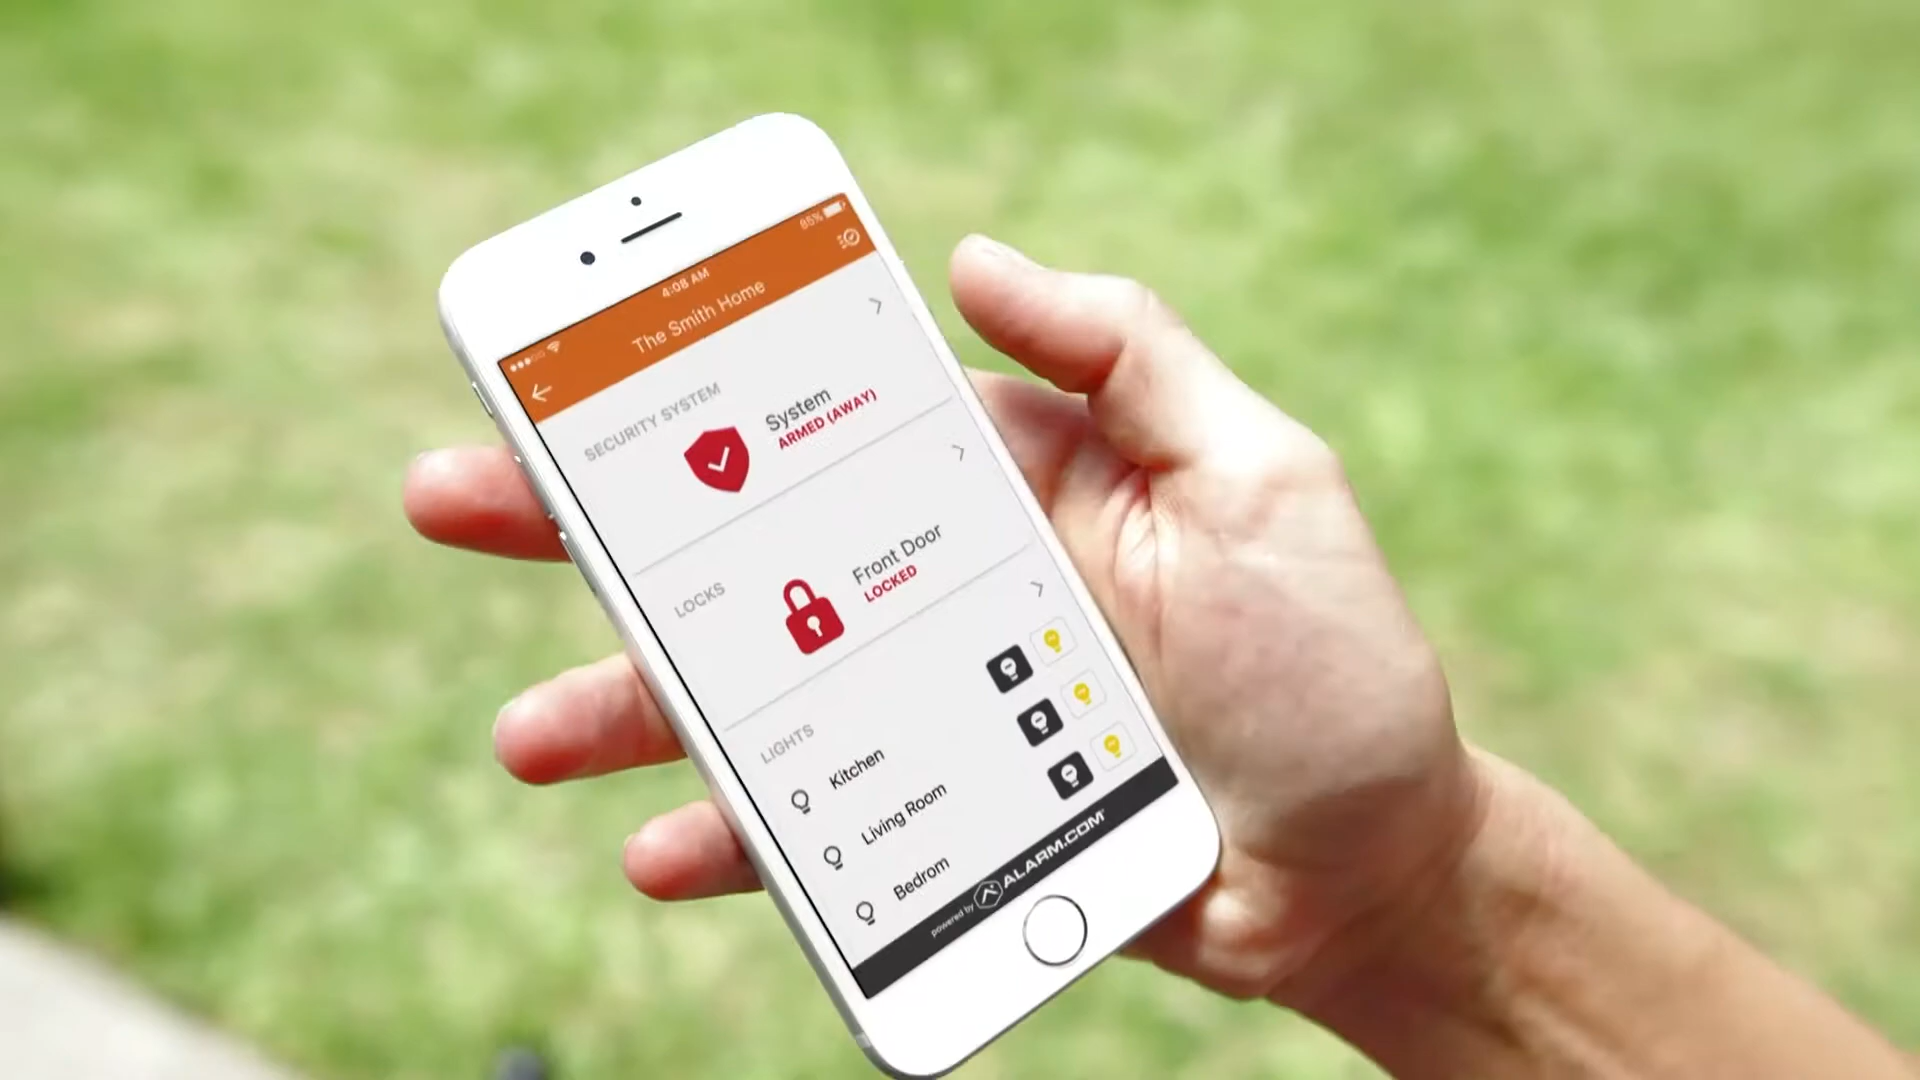 85%
4:08 AM
The Smith Home
SECURITY SYSTEM
System
ARMED (AWAY)
LOCKS
Front Door
LOCKED
LIGHTS
Kitchen
Living Room
Bedrom
powered by ALARM.COM